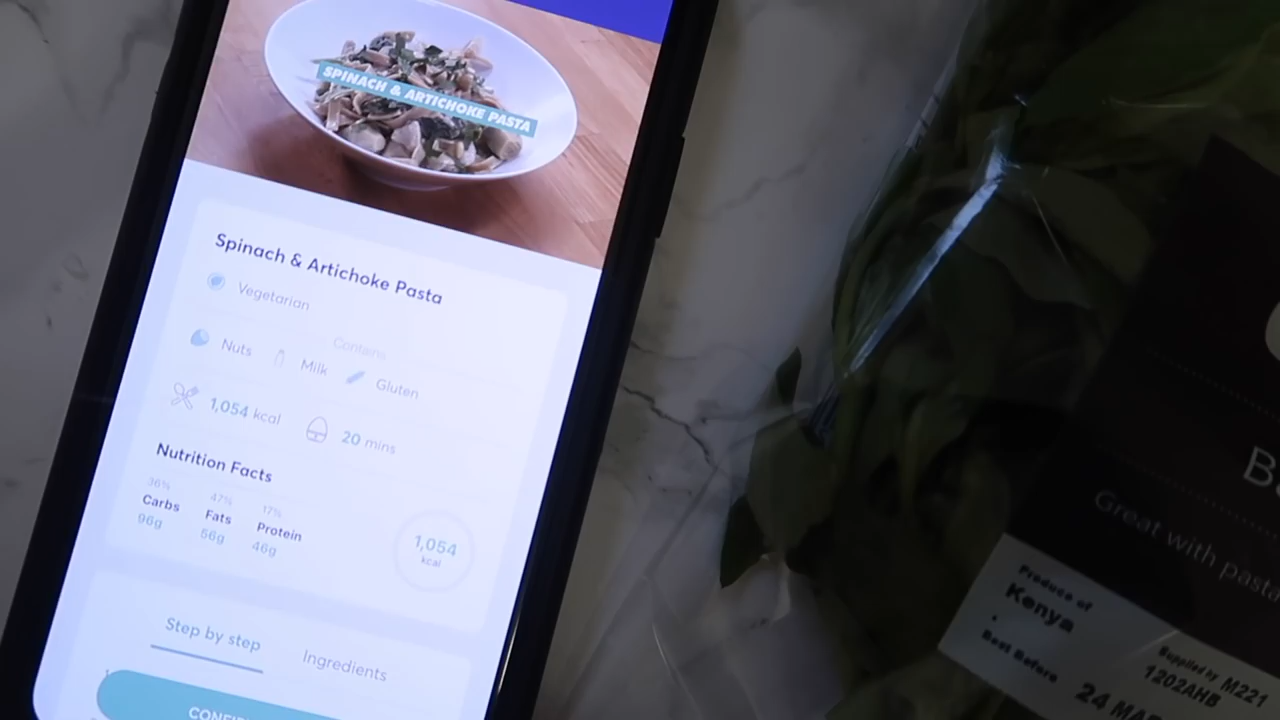 SPINACH & ARTICHOKE PASTA
Spinach & Artichoke Pasta
Vegetarian
Contains
Nuts Milk Gluten
1,054 kcal 20 mins
Nutrition Facts
36% 47% 17%
Carbs Fats Protein
96g 56g 46g
1,054
kcal
Step by step Ingredients
Great with pasta
Produce of
Kenya
Best Before
24
Supplied by M221
1202AHB